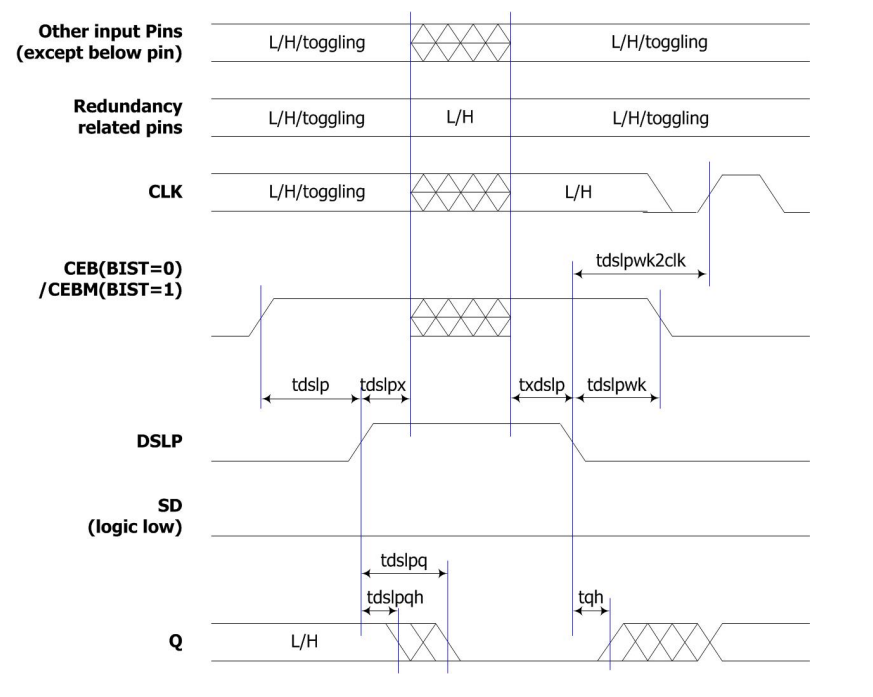 Other input Pins
(except below pin)
L/H/toggling
L/H/toggling
Redundancy
related pins
L/H/toggling
L/H
L/H/toggling
CLK
L/H/toggling
L/H
tdslpwk2clk
CEB(BIST=0)
/CEBM(BIST=1)
tdslp
tdslpx
txdslp
tdslpwk
DSLP
SD
(logic low)
tdslpq
tdslpqh
tqh
Q
L/H